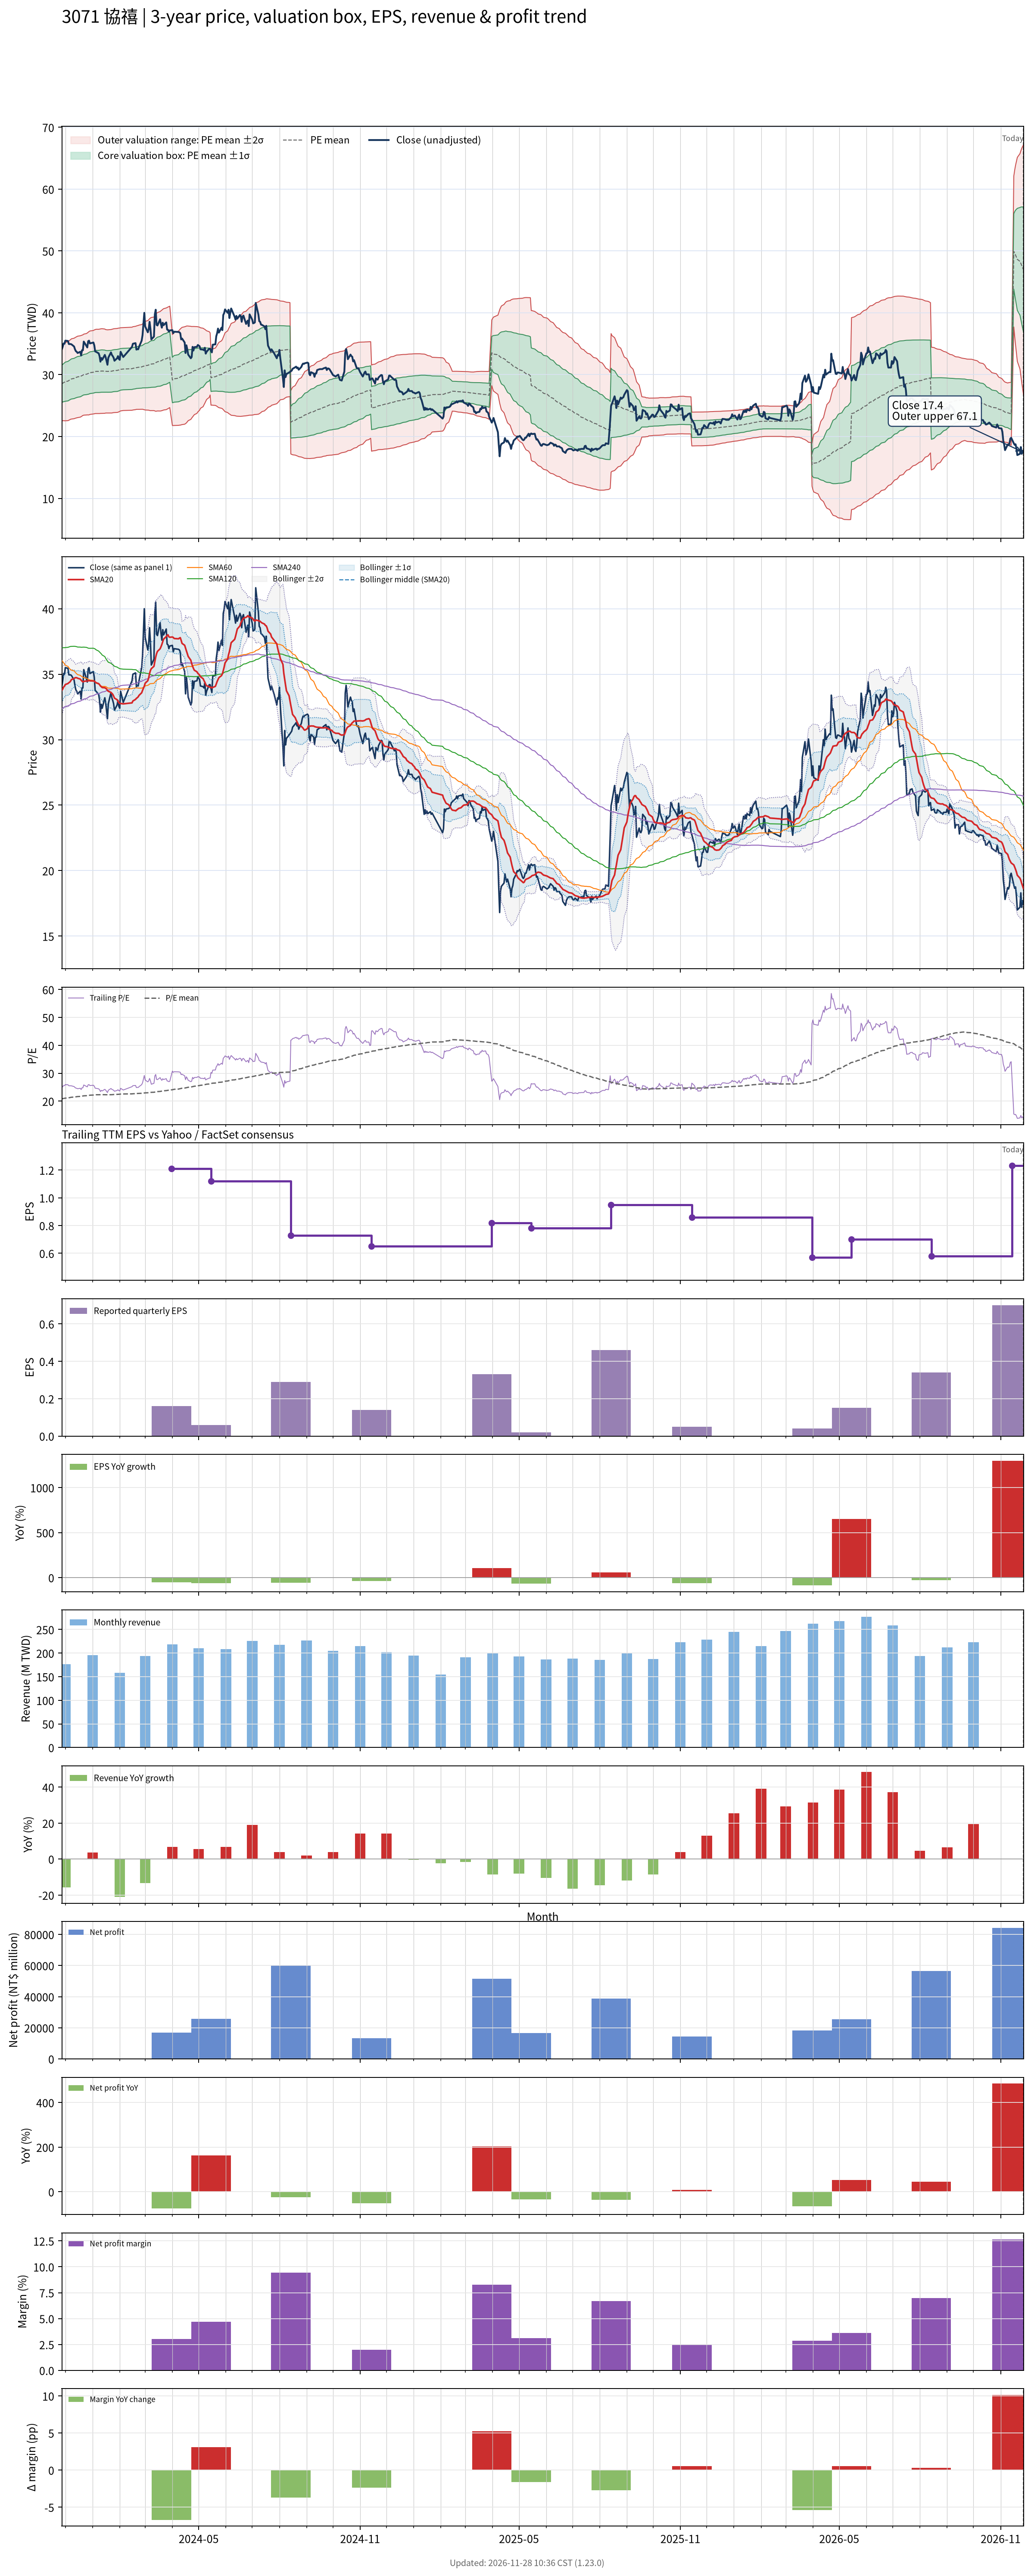 3071 協禧 | 3-year price, valuation box, EPS, revenue & profit trend
Outer valuation range: PE mean ±2σ
Core valuation box: PE mean ±1σ
PE mean
Close (unadjusted)
Today
70
60
50
40
30
20
10
Price (TWD)
Close 17.4
Outer upper 67.1
Close (same as panel 1)
SMA20
SMA60
SMA120
SMA240
Bollinger ±2σ
Bollinger ±1σ
Bollinger middle (SMA20)
40
35
30
25
20
15
Price
Trailing P/E
P/E mean
60
50
40
30
20
P/E
Trailing TTM EPS vs Yahoo / FactSet consensus
Today
1.2
1.0
0.8
0.6
EPS
Reported quarterly EPS
0.6
0.4
0.2
0.0
EPS
EPS YoY growth
1000
500
0
YoY (%)
Monthly revenue
250
200
150
100
50
0
Revenue (M TWD)
Revenue YoY growth
40
20
0
-20
YoY (%)
Month
Net profit
80000
60000
40000
20000
0
Net profit (NT$ million)
Net profit YoY
400
200
0
YoY (%)
Net profit margin
12.5
10.0
7.5
5.0
2.5
0.0
Margin (%)
Margin YoY change
10
5
0
-5
Δ margin (pp)
2024-05
2024-11
2025-05
2025-11
2026-05
2026-11
Updated: 2026-11-28 10:36 CST (1.23.0)